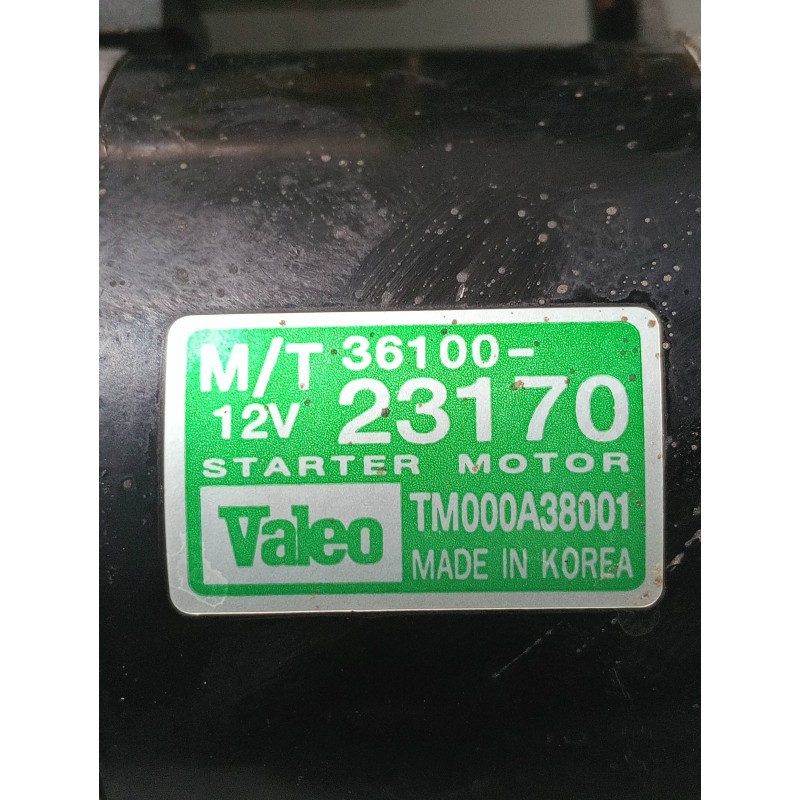 M/T 36100-
12V 23170
STARTER MOTOR
Valeo TM000A38001
MADE IN KOREA